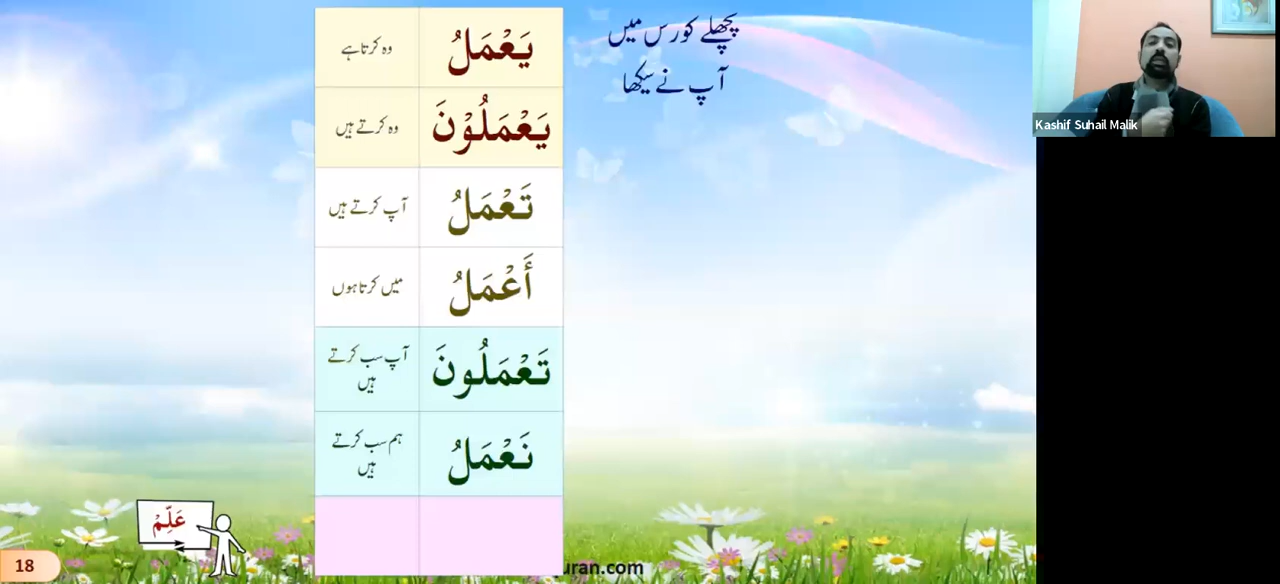 پچھلے کورس میں
آپ نے سیکھا
يَعْمَلُ وہ کرتا ہے
يَعْمَلُوْنَ وہ کرتے ہیں
تَعْمَلُ آپ کرتے ہیں
أَعْمَلُ میں کرتا ہوں
تَعْمَلُونَ آپ سب کرتے
ہیں
نَعْمَلُ ہم سب کرتے
ہیں
عَلِّمْ
18
uran.com
Kashif Suhail Malik